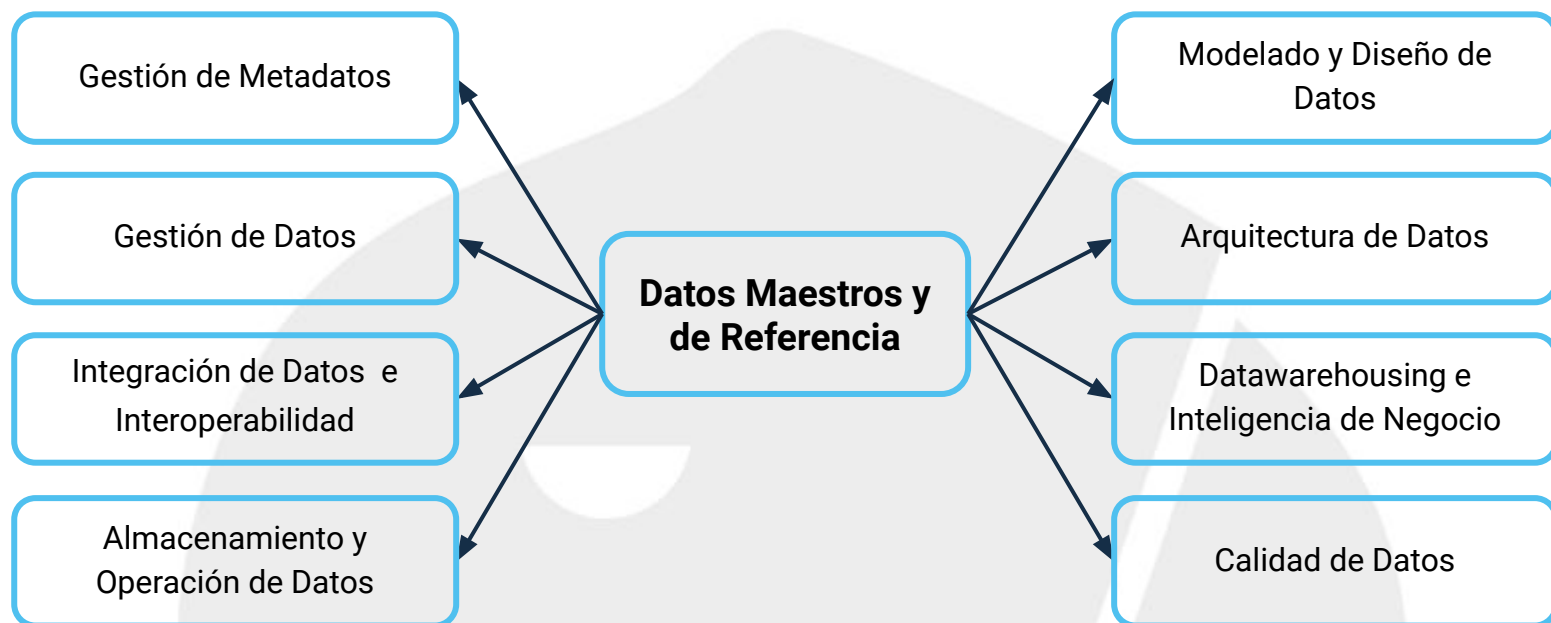 Gestión de Metadatos
Gestión de Datos
Integración de Datos e
Interoperabilidad
Almacenamiento y
Operación de Datos
Datos Maestros y
de Referencia
Modelado y Diseño de
Datos
Arquitectura de Datos
Datawarehousing e
Inteligencia de Negocio
Calidad de Datos